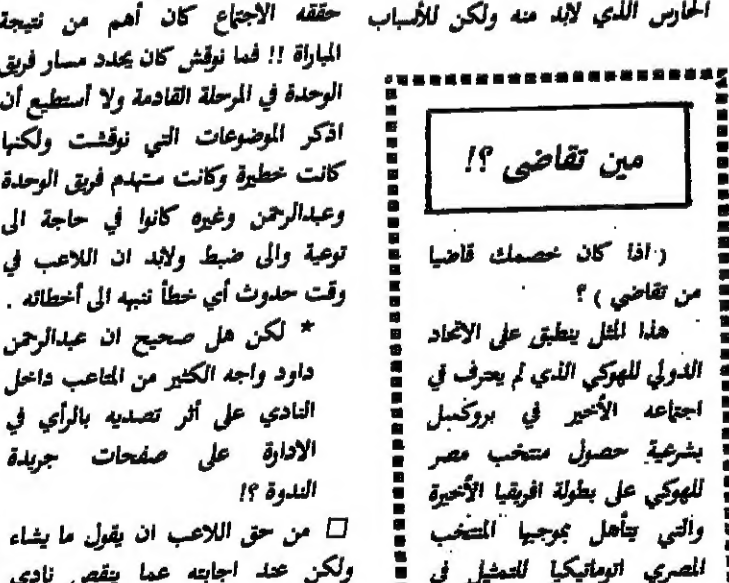 الحارس الذي لابد منه ولكن للأسباب
مين تقاضى ؟!
( اذا كان خصمك قاضيا
من تقاضي ) ؟
هذا المثل ينطبق على الاتحاد
الدولي للهوكي الذي لم يعترف في
اجتماعه الأخير في بروكسل
بشرعية حصول منتخب مصر
للهوكي على بطولة افريقيا الأخيرة
والتي يتأهل بموجبها المنتخب
المصري اتوماتيكيا للتمثيل في
حققه الاجتماع كان أهم من نتيجة
المباراة !! فما نوقش كان يحدد مسار فريق
الوحدة في المرحلة القادمة ولا أستطيع أن
اذكر الموضوعات التي نوقشت ولكنها
كانت خطيرة وكانت ستهدم فريق الوحدة
وعبدالرحمن وغيره كانوا في حاجة الى
توعية والى ضبط ولابد ان اللاعب في
وقت حدوث أي خطأ ننبهه الى أخطائه .
* لكن هل صحيح ان عبدالرحمن
داود واجه الكثير من المتاعب داخل
النادي على أثر تصديه بالرأي في
الادارة على صفحات جريدة
الندوة ؟!
□ من حق اللاعب ان يقول ما يشاء
ولكن عند اجابته عما ينقص نادي